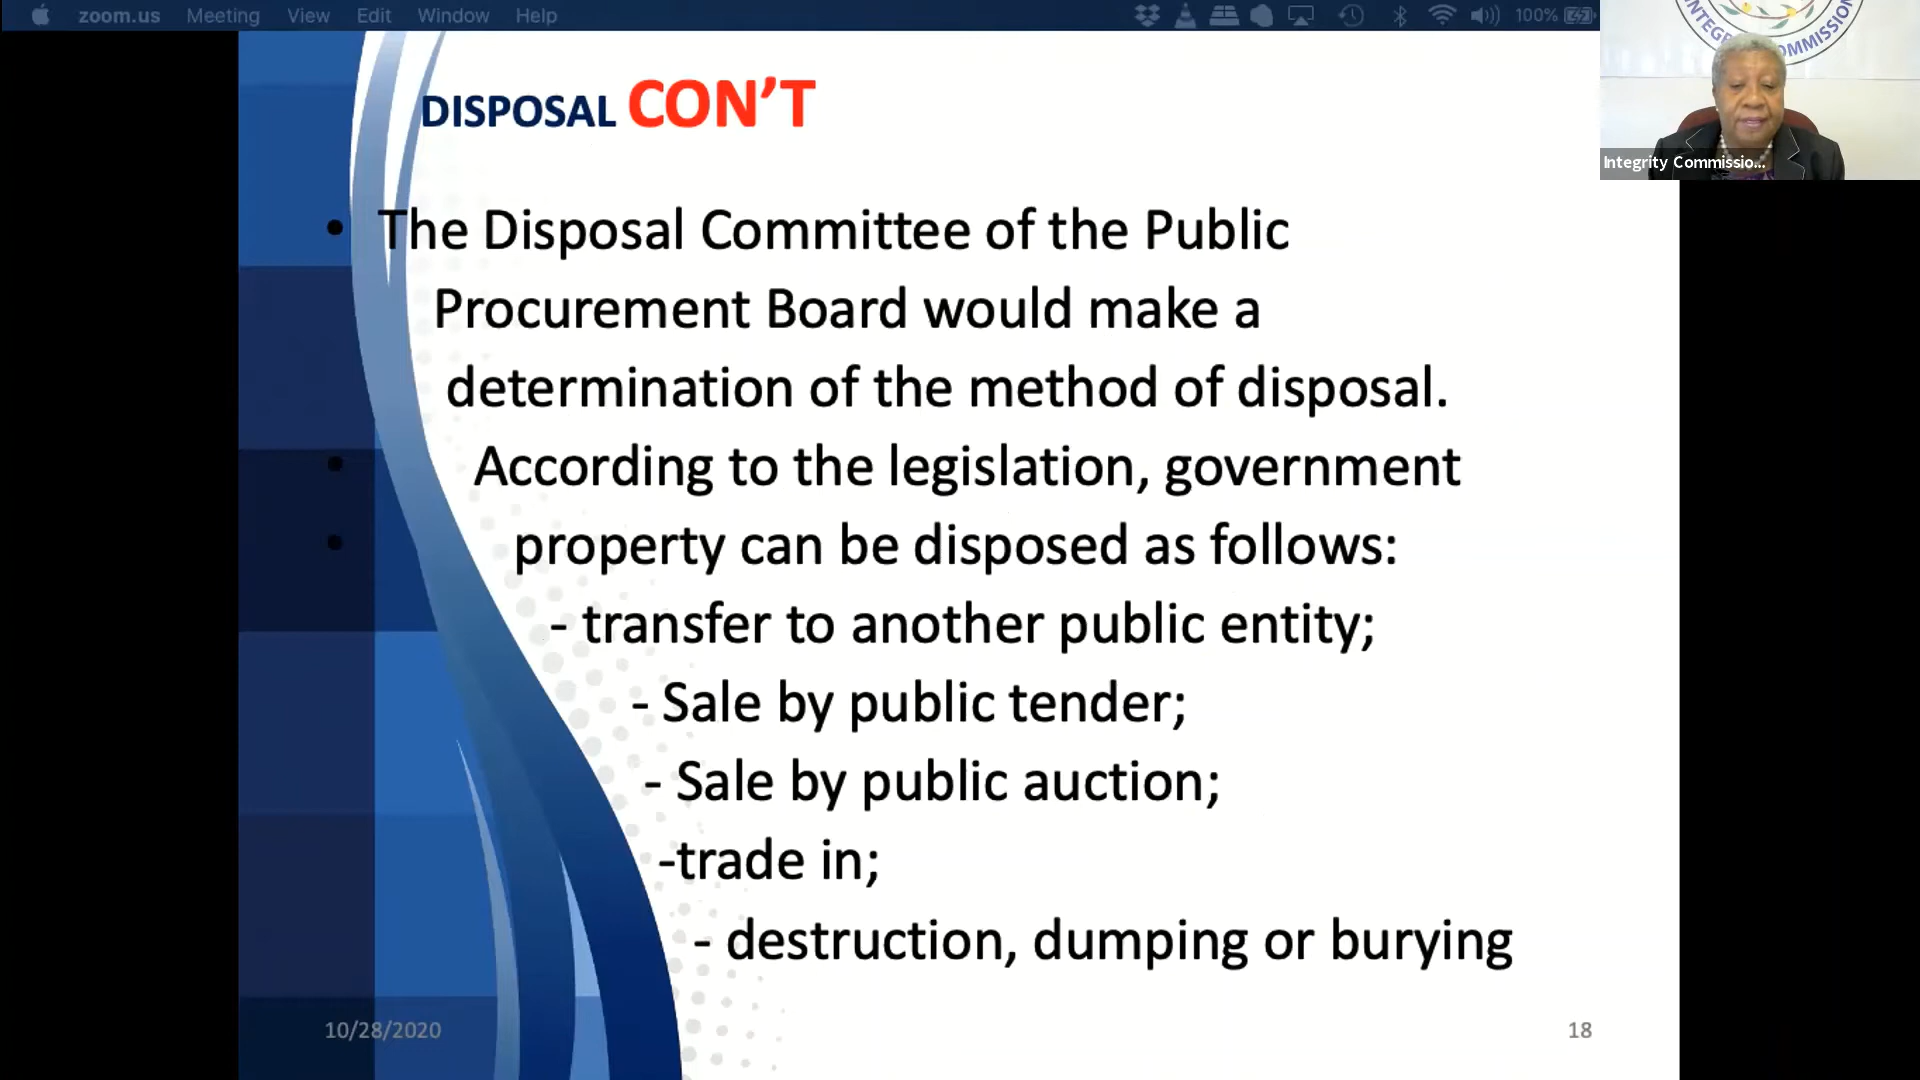 zoom.us Meeting View Edit Window Help 100%
INTEGRITY COMMISSION
Integrity Commissio...
DISPOSAL CON’T
• The Disposal Committee of the Public
Procurement Board would make a
determination of the method of disposal.
• According to the legislation, government
• property can be disposed as follows:
- transfer to another public entity;
- Sale by public tender;
- Sale by public auction;
-trade in;
- destruction, dumping or burying
10/28/2020
18